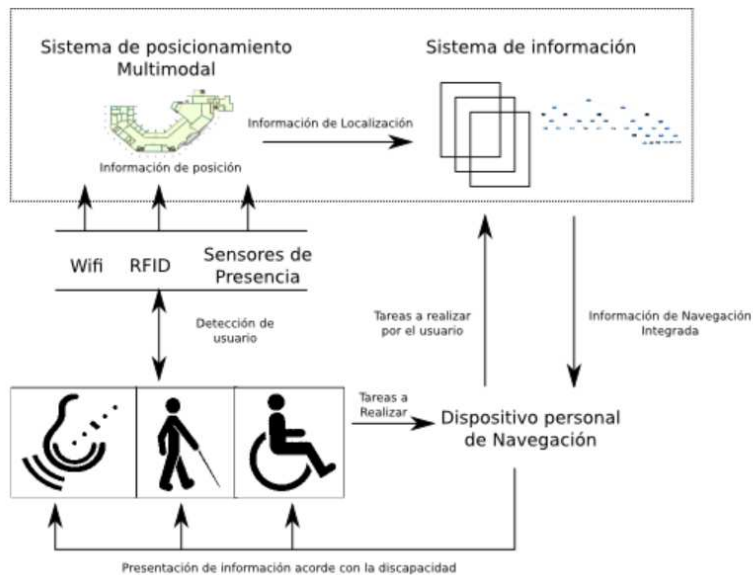 Sistema de posicionamiento
Multimodal
Sistema de información
Información de Localización
Información de posición
Wifi
RFID
Sensores de
Presencia
Detección de
usuario
Tareas a realizar
por el usuario
Información de Navegación
Integrada
Tareas a
Realizar
Dispositivo personal
de Navegación
Presentación de información acorde con la discapacidad